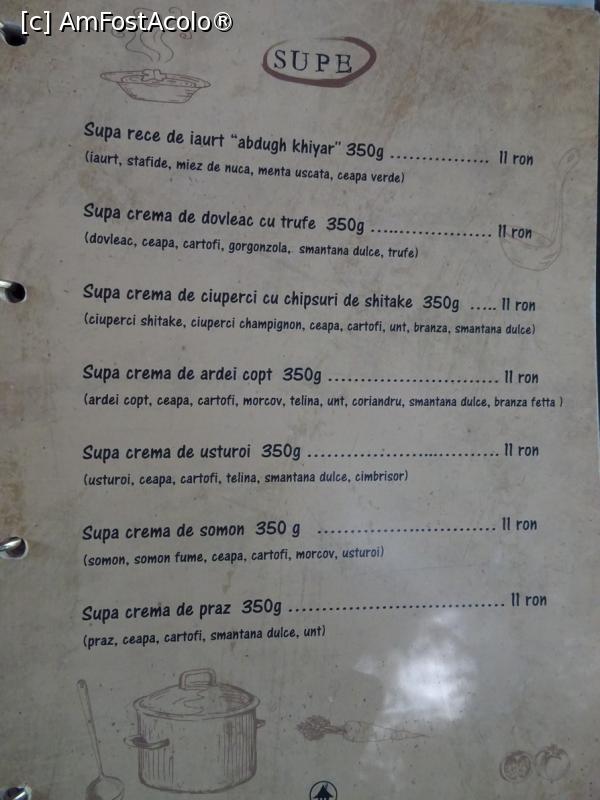 [c] AmFostAcolo®
SUPE
Supa rece de iaurt "abdugh khiyar" 350g ................ 11 ron
(iaurt, stafide, miez de nuca, menta uscata, ceapa verde)
Supa crema de dovleac cu trufe 350g ..................... 11 ron
(dovleac, ceapa, cartofi, gorgonzola, smantana dulce, trufe)
Supa crema de ciuperci cu chipsuri de shitake 350g ..... 11 ron
(ciuperci shitake, ciuperci champignon, ceapa, cartofi, unt, branza, smantana dulce)
Supa crema de ardei copt 350g ........................... 11 ron
(ardei copt, ceapa, cartofi, morcov, telina, unt, coriandru, smantana dulce, branza fetta )
Supa crema de usturoi 350g .............................. 11 ron
(usturoi, ceapa, cartofi, telina, smantana dulce, cimbrisor)
Supa crema de somon 350 g ............................ 11 ron
(somon, somon fume, ceapa, cartofi, morcov, usturoi)
Supa crema de praz 350g .................................. 11 ron
(praz, ceapa, cartofi, smantana dulce, unt)